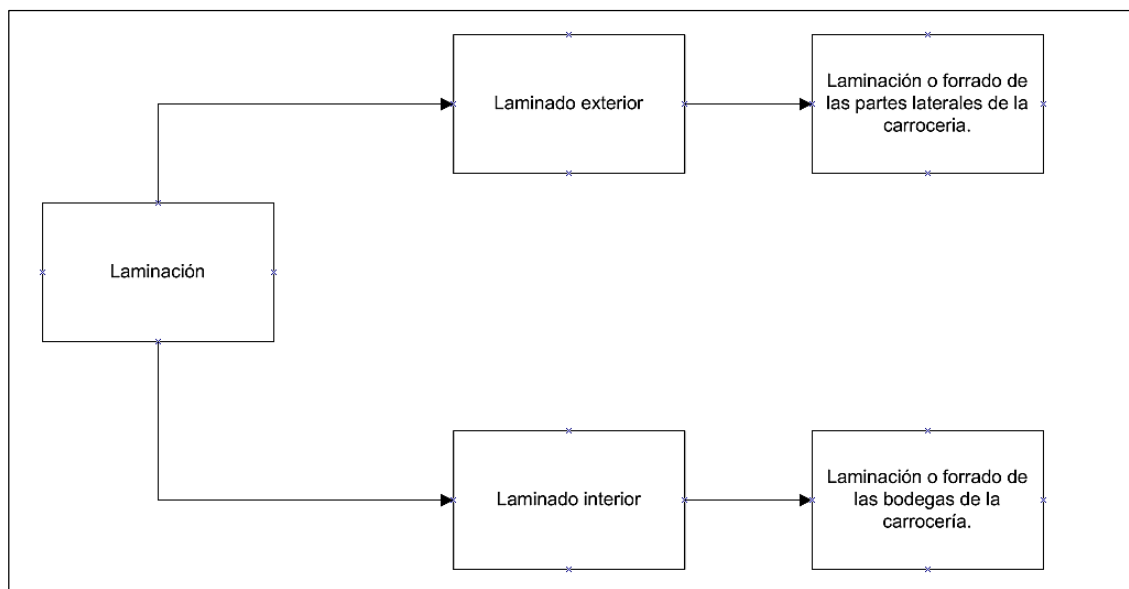 Laminado exterior
Laminación o forrado de
las partes laterales de la
carroceria.
Laminación
Laminado interior
Laminación o forrado de
las bodegas de la
carrocería.